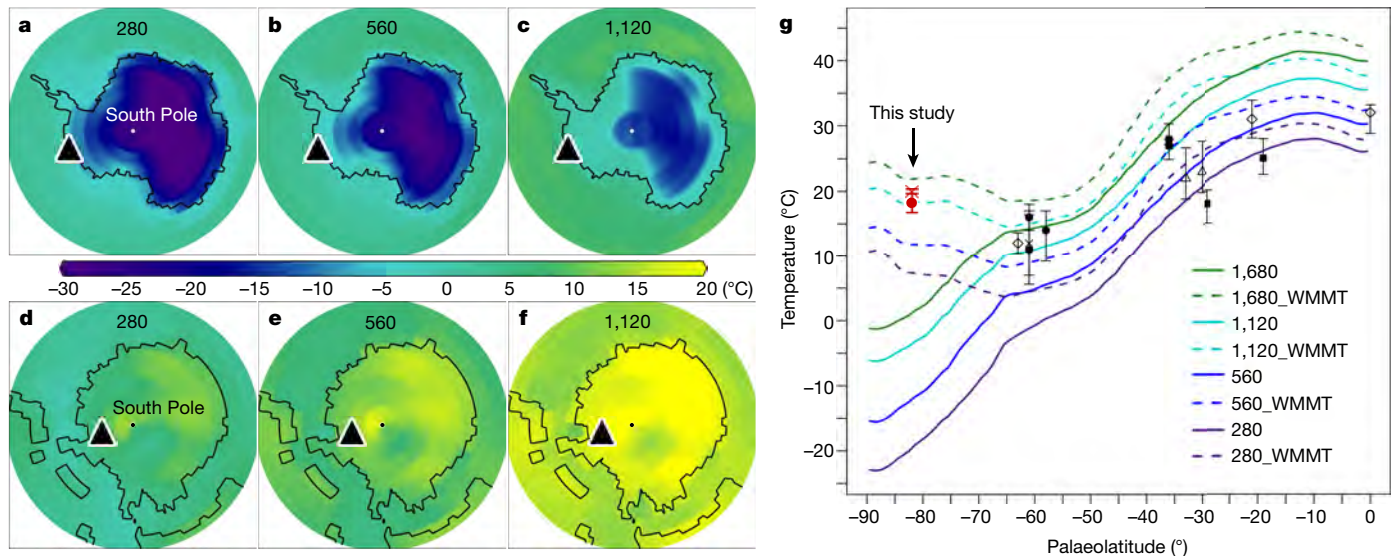 a
280
South Pole
b
560
c
1,120
−30 −25 −20 −15 −10 −5 0 5 10 15 20 (°C)
d
280
South Pole
e
560
f
1,120
g
Temperature (°C)
40
30
20
10
0
−10
−20
This study
1,680
1,680_WMMT
1,120
1,120_WMMT
560
560_WMMT
280
280_WMMT
−90 −80 −70 −60 −50 −40 −30 −20 −10 0
Palaeolatitude (°)